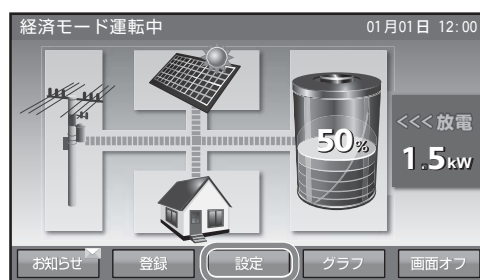 経済モード運転中
01月01日 12:00
50%
<<< 放電
1.5kW
お知らせ
登録
設定
グラフ
画面オフ